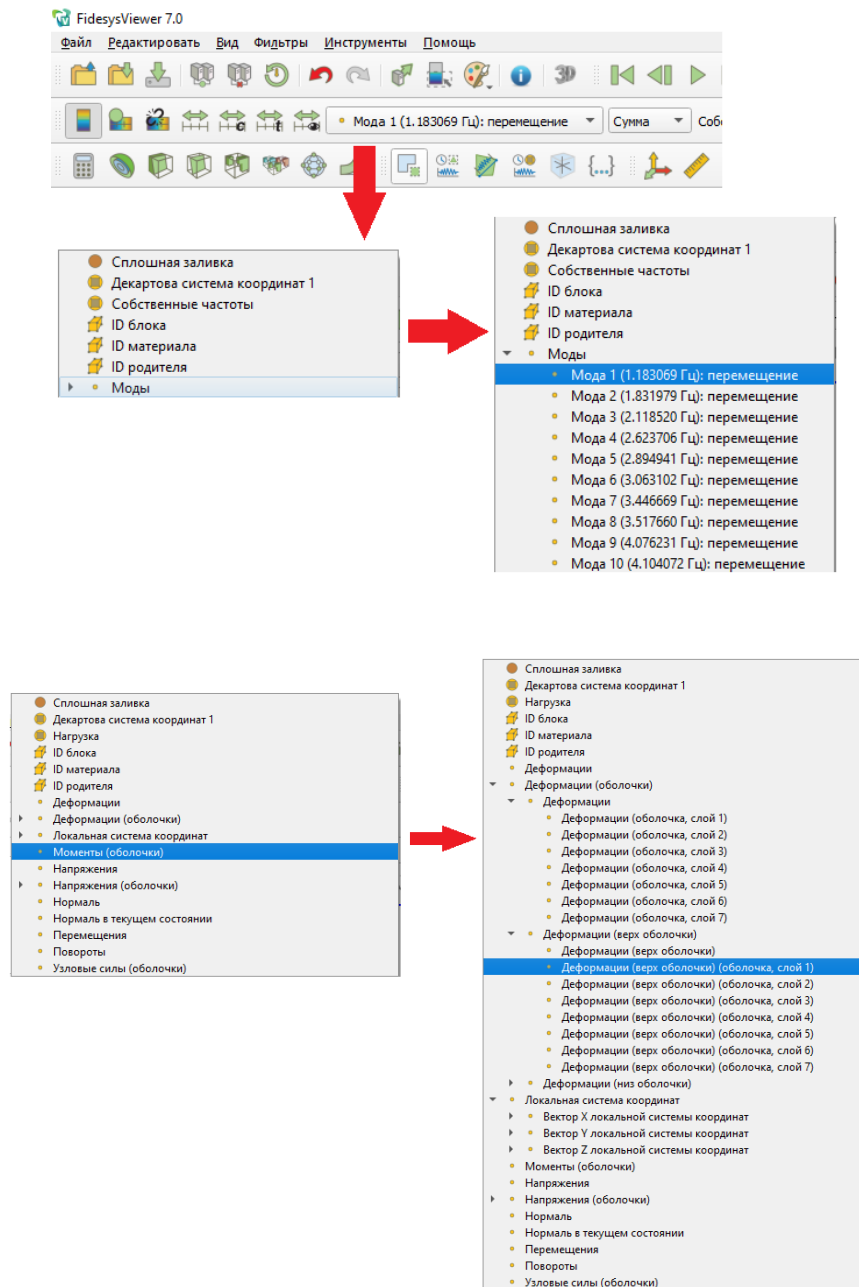 FidesysViewer 7.0
Файл Редактировать Вид Фильтры Инструменты Помощь
3D
Мода 1 (1.183069 Гц): перемещение Сумма Соб
{...}
Сплошная заливка
Декартова система координат 1
Собственные частоты
ID блока
ID материала
ID родителя
Моды
Сплошная заливка
Декартова система координат 1
Собственные частоты
ID блока
ID материала
ID родителя
Моды
Мода 1 (1.183069 Гц): перемещение
Мода 2 (1.831979 Гц): перемещение
Мода 3 (2.118520 Гц): перемещение
Мода 4 (2.623706 Гц): перемещение
Мода 5 (2.894941 Гц): перемещение
Мода 6 (3.063102 Гц): перемещение
Мода 7 (3.446669 Гц): перемещение
Мода 8 (3.517660 Гц): перемещение
Мода 9 (4.076231 Гц): перемещение
Мода 10 (4.104072 Гц): перемещение
Сплошная заливка
Декартова система координат 1
Нагрузка
ID блока
ID материала
ID родителя
Деформации
Деформации (оболочки)
Локальная система координат
Моменты (оболочки)
Напряжения
Напряжения (оболочки)
Нормаль
Нормаль в текущем состоянии
Перемещения
Повороты
Узловые силы (оболочки)
Сплошная заливка
Декартова система координат 1
Нагрузка
ID блока
ID материала
ID родителя
Деформации
Деформации (оболочки)
Деформации
Деформации (оболочка, слой 1)
Деформации (оболочка, слой 2)
Деформации (оболочка, слой 3)
Деформации (оболочка, слой 4)
Деформации (оболочка, слой 5)
Деформации (оболочка, слой 6)
Деформации (оболочка, слой 7)
Деформации (верх оболочки)
Деформации (верх оболочки)
Деформации (верх оболочки) (оболочка, слой 1)
Деформации (верх оболочки) (оболочка, слой 2)
Деформации (верх оболочки) (оболочка, слой 3)
Деформации (верх оболочки) (оболочка, слой 4)
Деформации (верх оболочки) (оболочка, слой 5)
Деформации (верх оболочки) (оболочка, слой 6)
Деформации (верх оболочки) (оболочка, слой 7)
Деформации (низ оболочки)
Локальная система координат
Вектор X локальной системы координат
Вектор Y локальной системы координат
Вектор Z локальной системы координат
Моменты (оболочки)
Напряжения
Напряжения (оболочки)
Нормаль
Нормаль в текущем состоянии
Перемещения
Повороты
Узловые силы (оболочки)